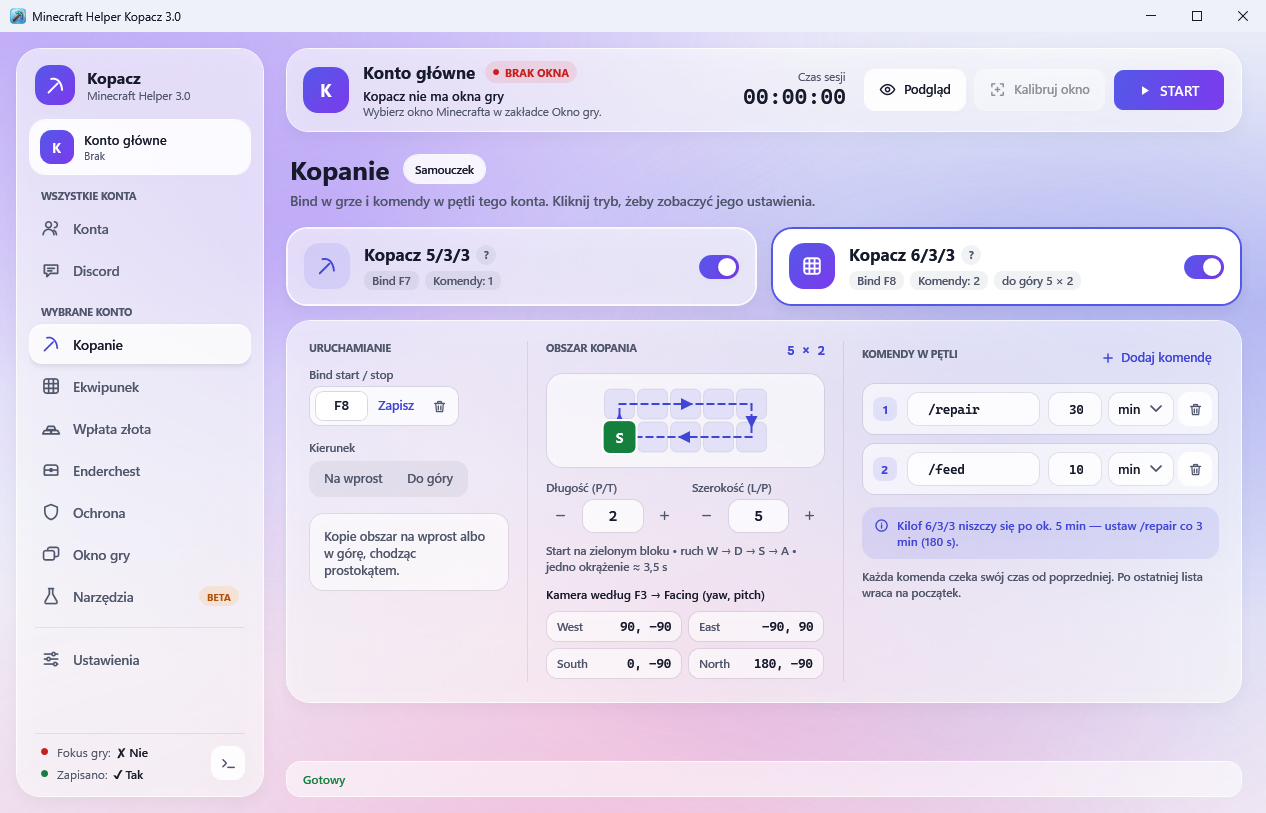 Minecraft Helper Kopacz 3.0
Kopacz
Minecraft Helper 3.0
K
Konto główne
Brak
WSZYSTKIE KONTA
Konta
Discord
WYBRANE KONTO
Kopanie
Ekwipunek
Wpłata złota
Enderchest
Ochrona
Okno gry
Narzędzia BETA
Ustawienia
Fokus gry: ✗ Nie
Zapisano: ✓ Tak
K
Konto główne BRAK OKNA
Kopacz nie ma okna gry
Wybierz okno Minecrafta w zakładce Okno gry.
Czas sesji
00:00:00
Podgląd
Kalibruj okno
START
Kopanie Samouczek
Bind w grze i komendy w pętli tego konta. Kliknij tryb, żeby zobaczyć jego ustawienia.
Kopacz 5/3/3 ?
Bind F7 Komendy: 1
Kopacz 6/3/3 ?
Bind F8 Komendy: 2 do góry 5 × 2
URUCHAMIANIE
Bind start / stop
F8 Zapisz
Kierunek
Na wprost Do góry
Kopie obszar na wprost albo
w górę, chodząc
prostokątem.
OBSZAR KOPANIA 5 × 2
S
Długość (P/T) Szerokość (L/P)
− 2 + − 5 +
Start na zielonym bloku • ruch W → D → S → A •
jedno okrążenie ≈ 3,5 s
Kamera według F3 → Facing (yaw, pitch)
West 90, −90 East −90, 90
South 0, −90 North 180, −90
KOMENDY W PĘTLI + Dodaj komendę
1 /repair 30 min
2 /feed 10 min
Kilof 6/3/3 niszczy się po ok. 5 min — ustaw /repair co 3
min (180 s).
Każda komenda czeka swój czas od poprzedniej. Po ostatniej lista
wraca na początek.
Gotowy